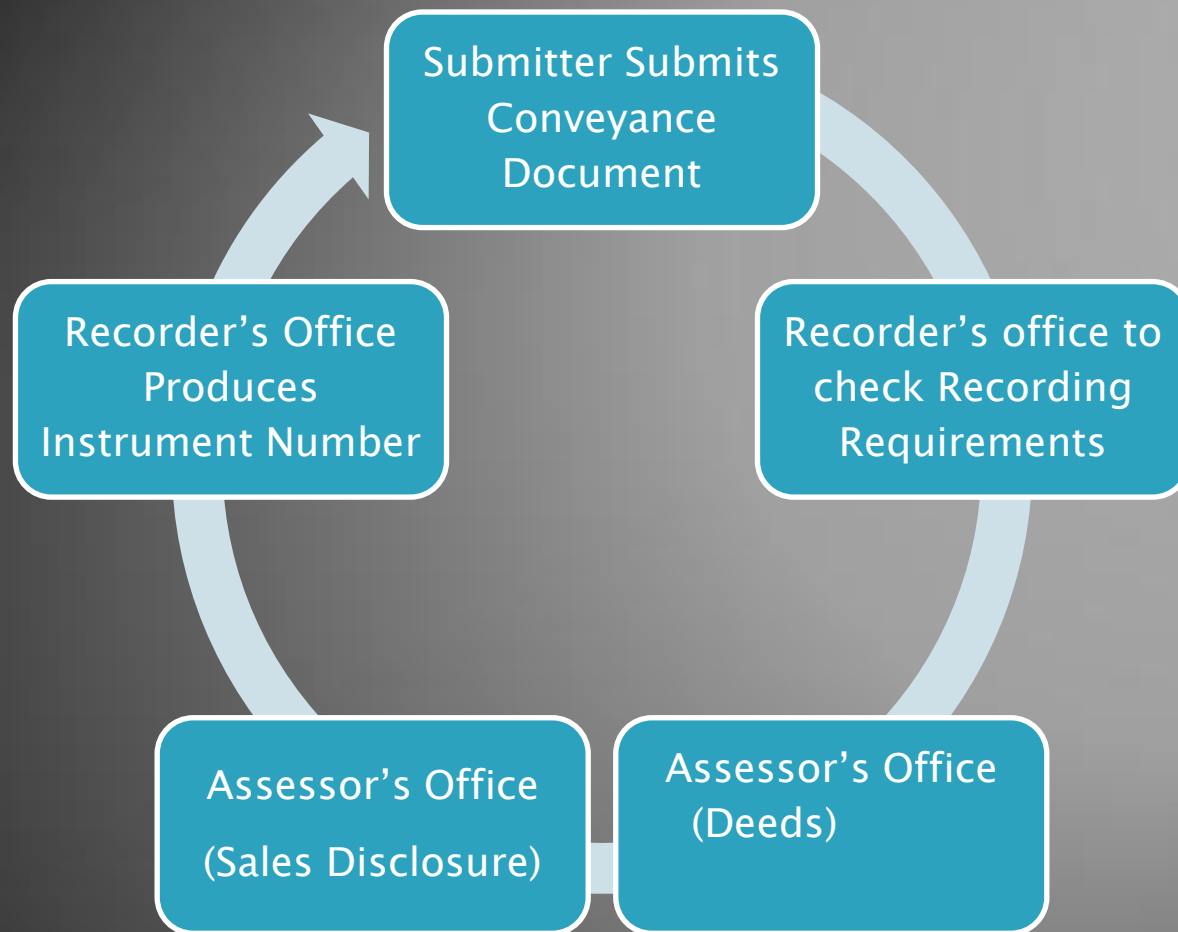 Submitter Submits
Conveyance
Document
Recorder’s office to
check Recording
Requirements
Assessor’s Office
(Deeds)
Assessor’s Office
(Sales Disclosure)
Recorder’s Office
Produces
Instrument Number